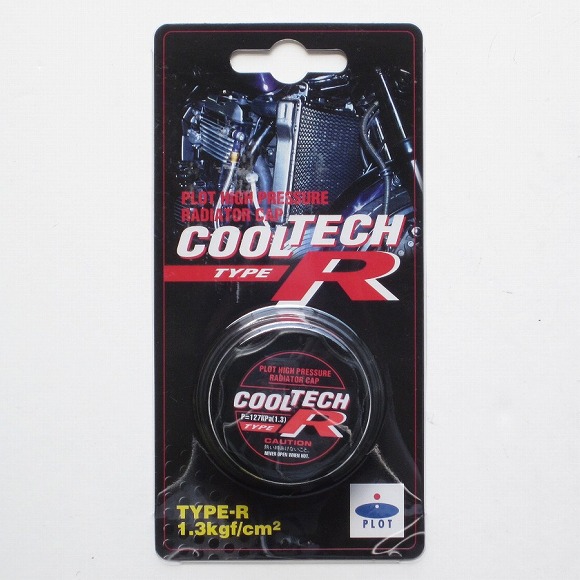 PLOT HIGH PRESSURE
RADIATOR CAP
COOLTECH
TYPE R
PLOT HIGH PRESSURE
RADIATOR CAP
COOLTECH
P=127KPa(1.3)
TYPE R
CAUTION
NEVER OPEN WHEN HOT.
TYPE-R
1.3kgf/cm²
PLOT